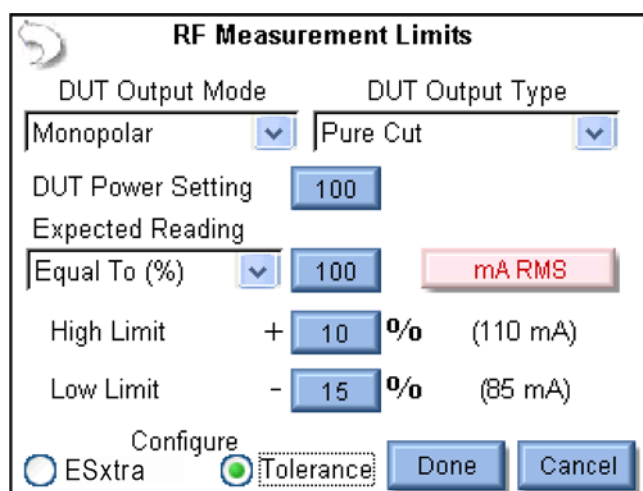 RF Measurement Limits
DUT Output Mode DUT Output Type
Monopolar Pure Cut
DUT Power Setting 100
Expected Reading
Equal To (%) 100 mA RMS
High Limit + 10 % (110 mA)
Low Limit - 15 % (85 mA)
Configure
ESxtra Tolerance Done Cancel